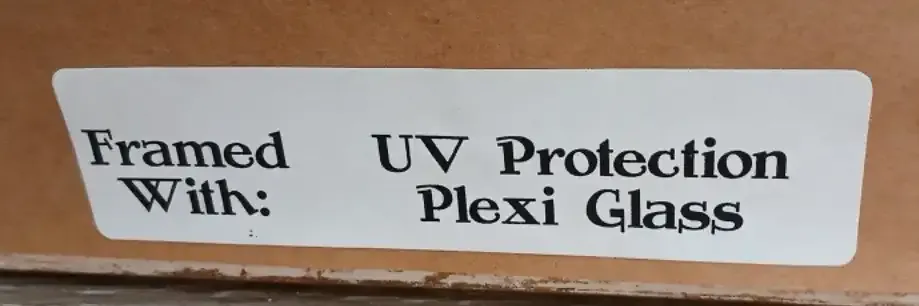 Framed
With:
UV Protection
Plexi Glass